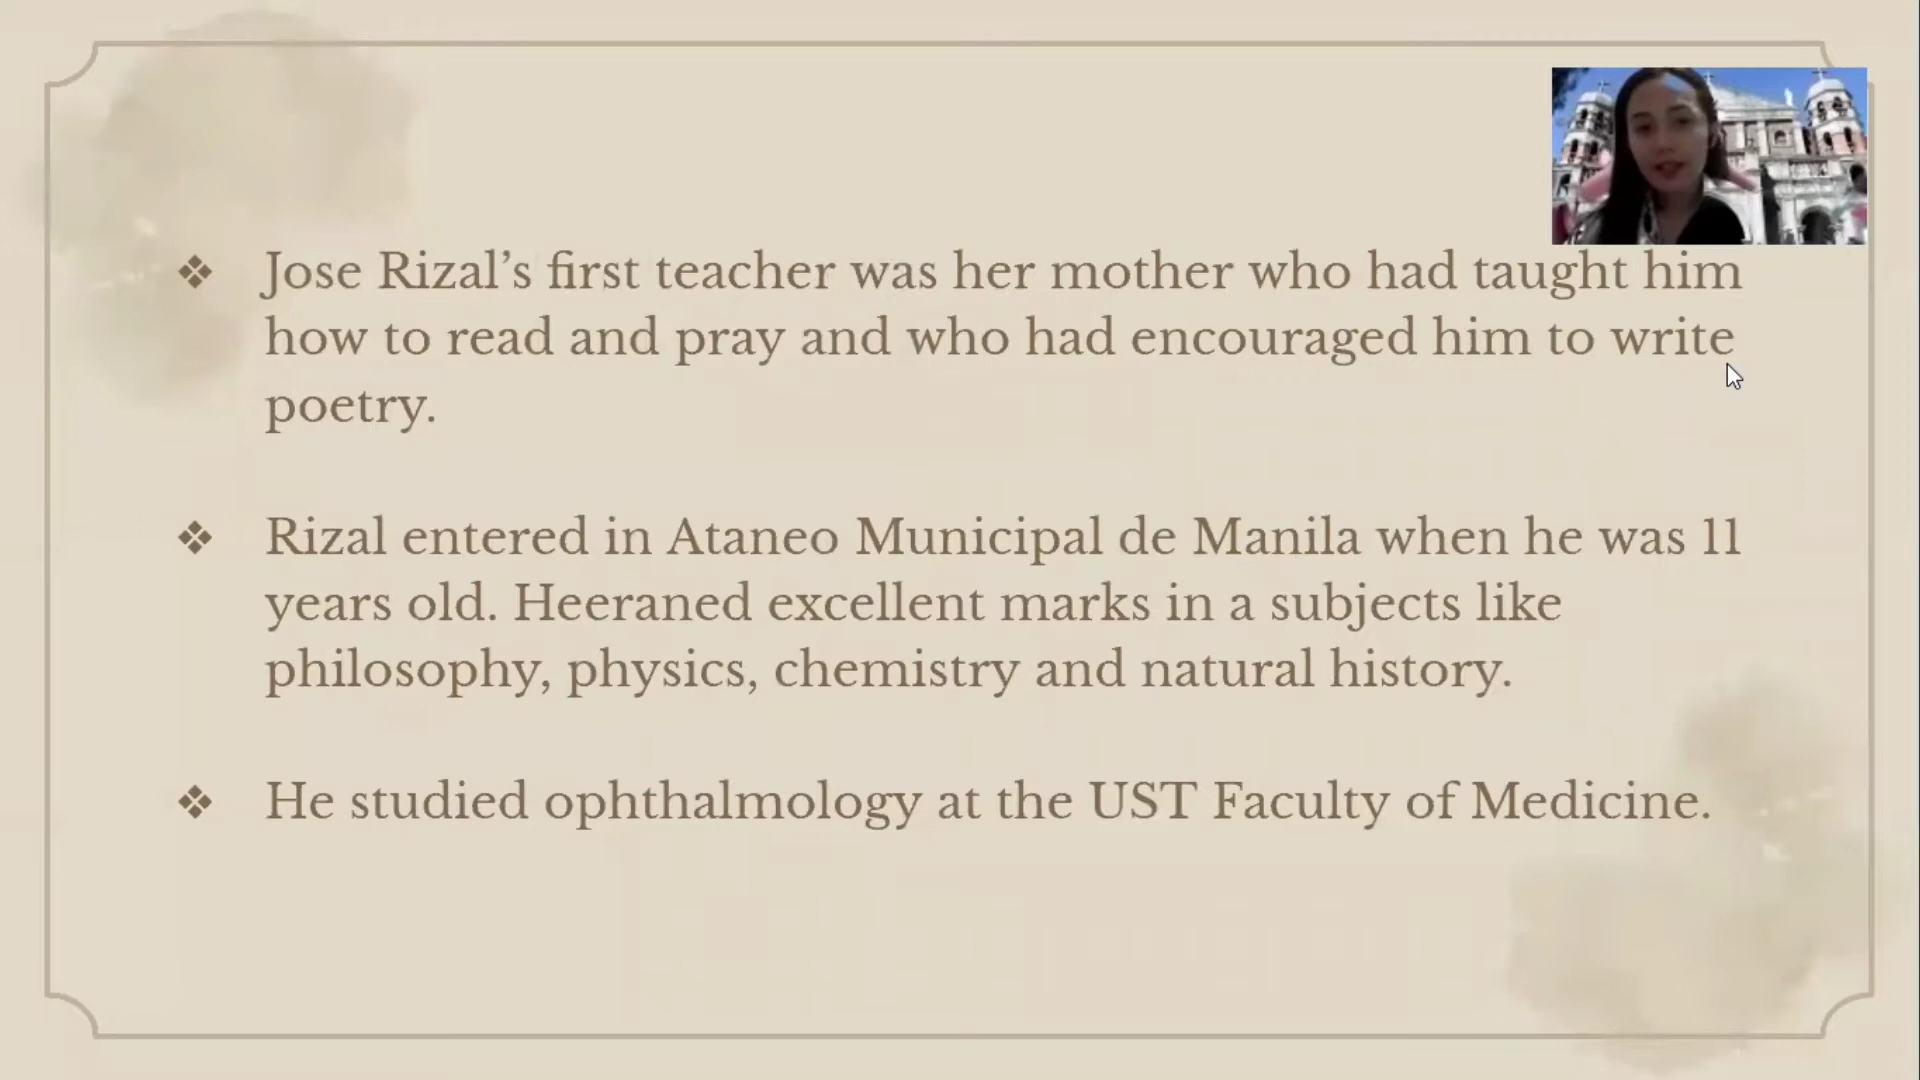 ❖ Jose Rizal’s first teacher was her mother who had taught him
how to read and pray and who had encouraged him to write
poetry.
❖ Rizal entered in Ataneo Municipal de Manila when he was 11
years old. Heeraned excellent marks in a subjects like
philosophy, physics, chemistry and natural history.
❖ He studied ophthalmology at the UST Faculty of Medicine.